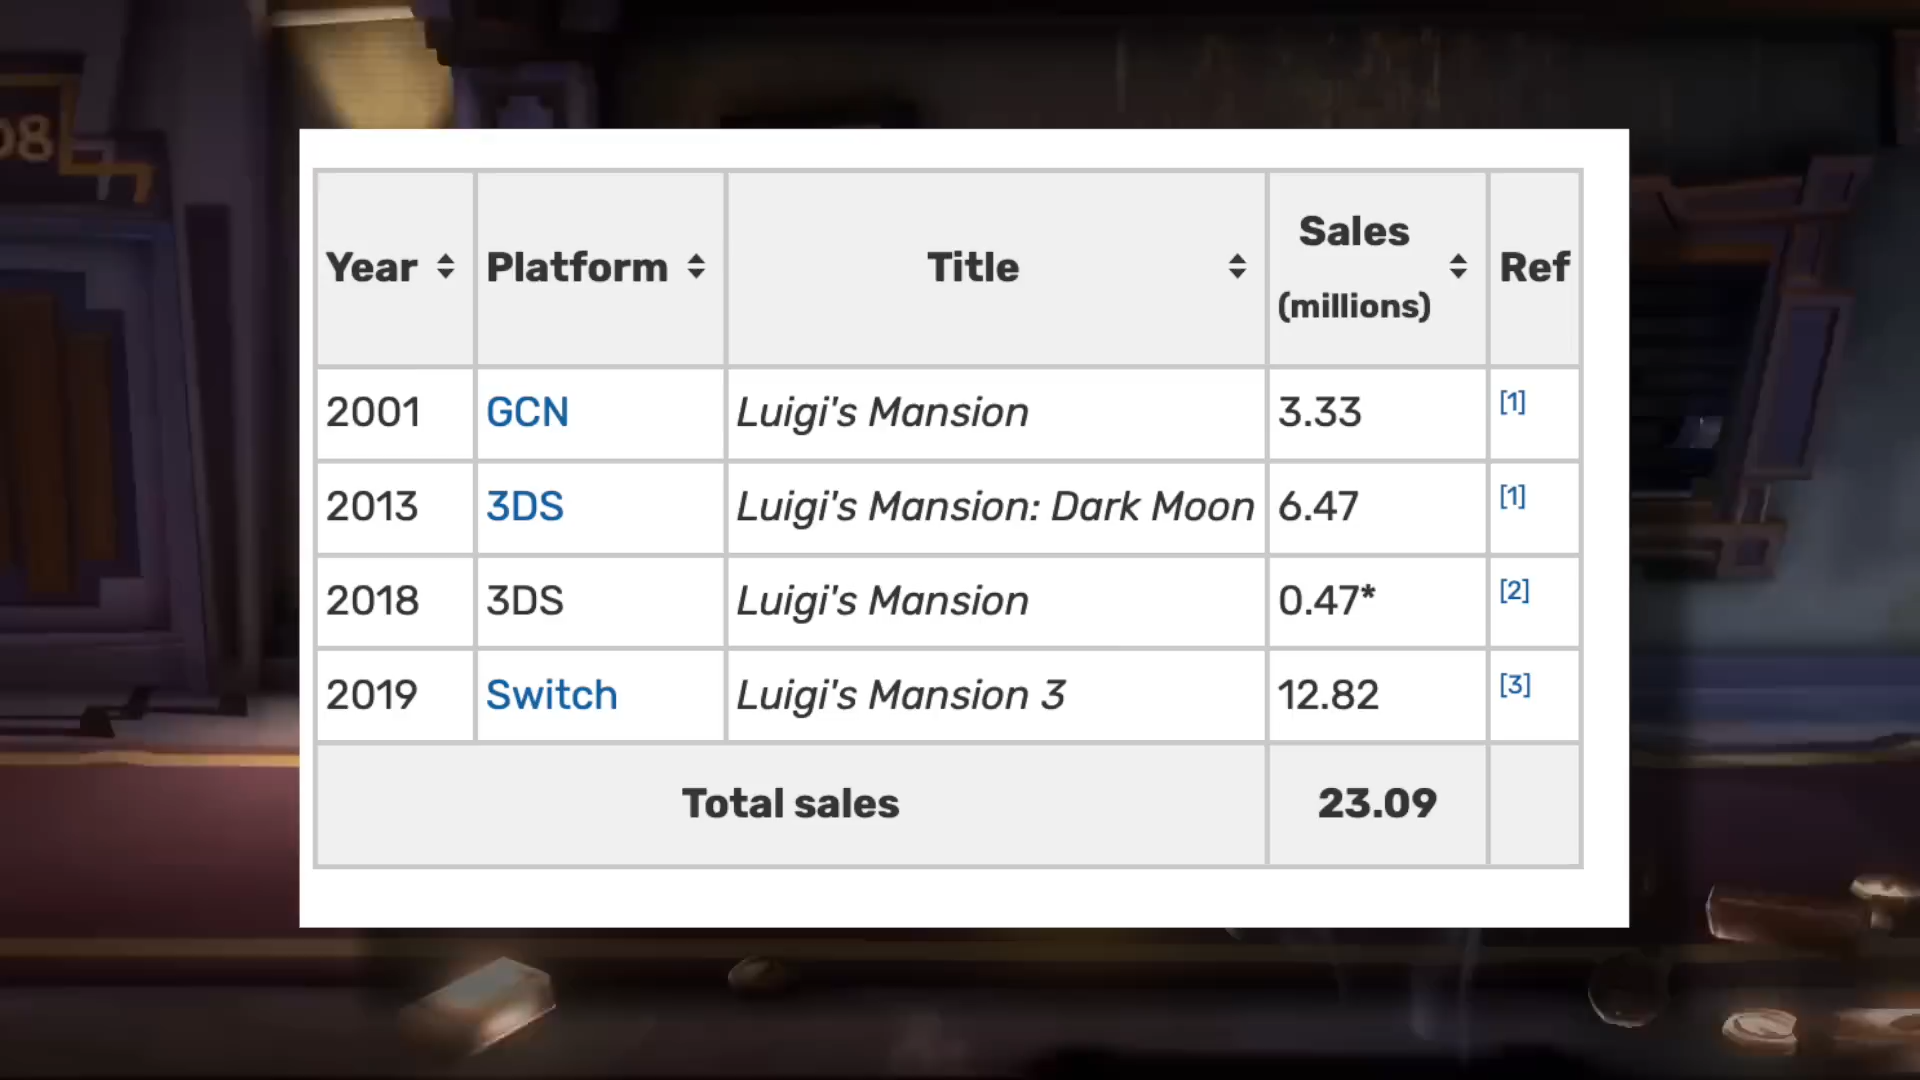 Year Platform Title Sales (millions) Ref
2001 GCN Luigi's Mansion 3.33 [1]
2013 3DS Luigi's Mansion: Dark Moon 6.47 [1]
2018 3DS Luigi's Mansion 0.47* [2]
2019 Switch Luigi's Mansion 3 12.82 [3]
Total sales 23.09